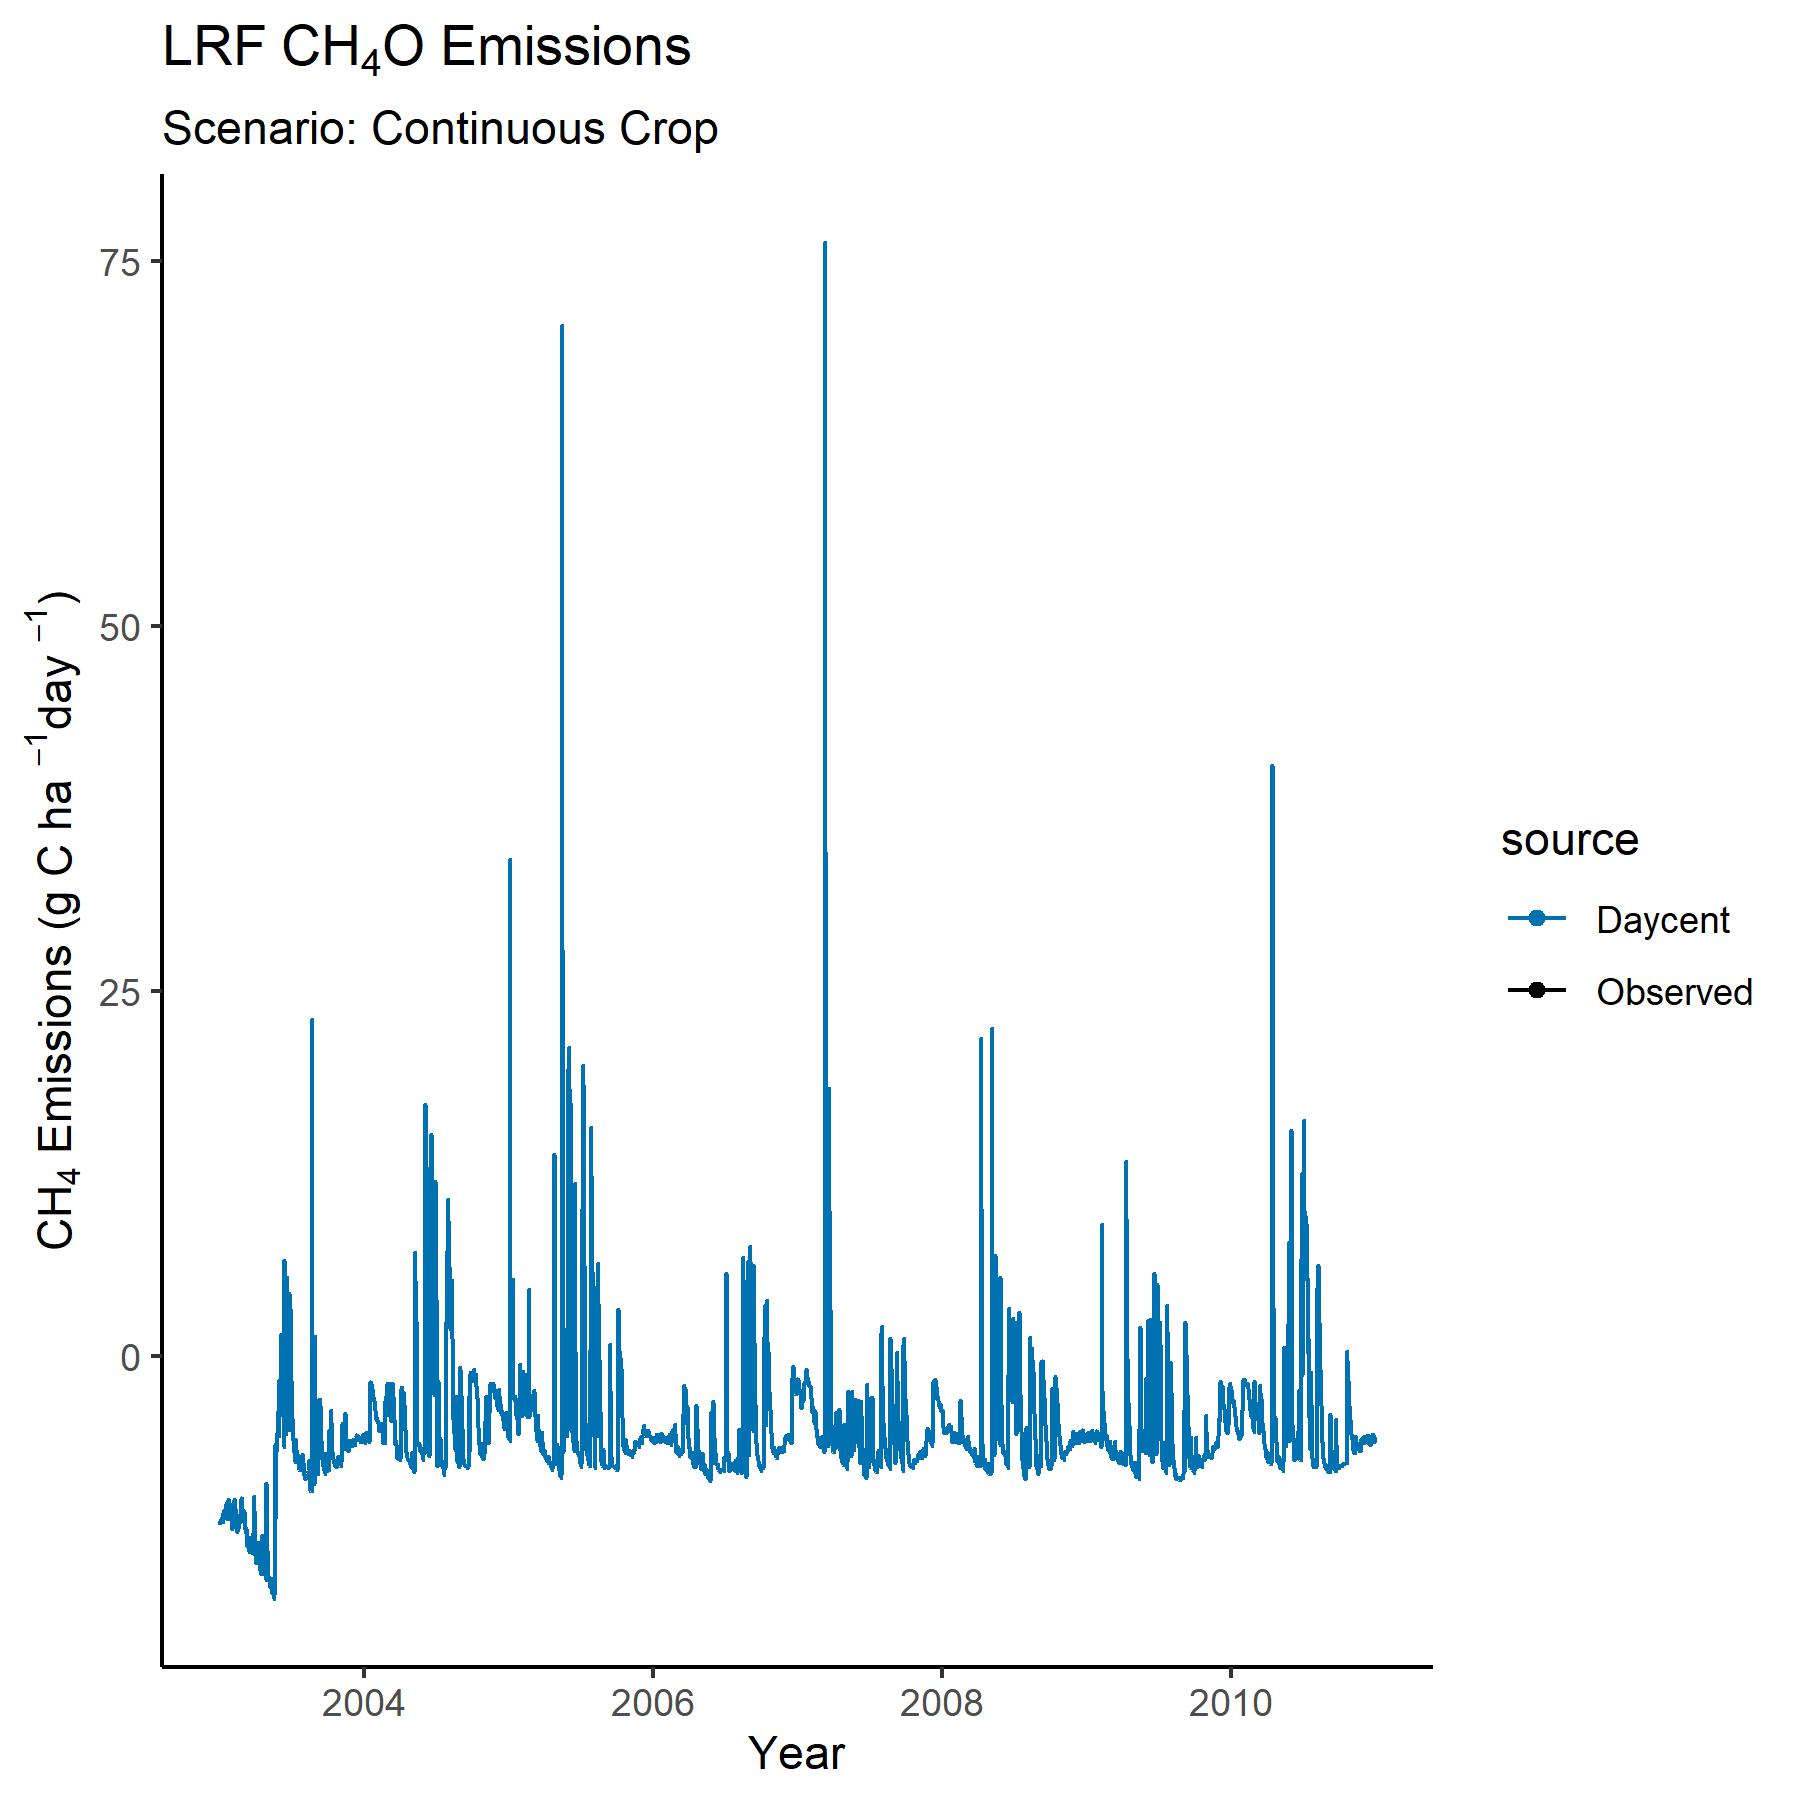 LRF CH₄O Emissions
Scenario: Continuous Crop
CH₄ Emissions (g C ha ⁻¹day ⁻¹)
75
50
25
0
2004 2006 2008 2010
Year
source
Daycent
Observed